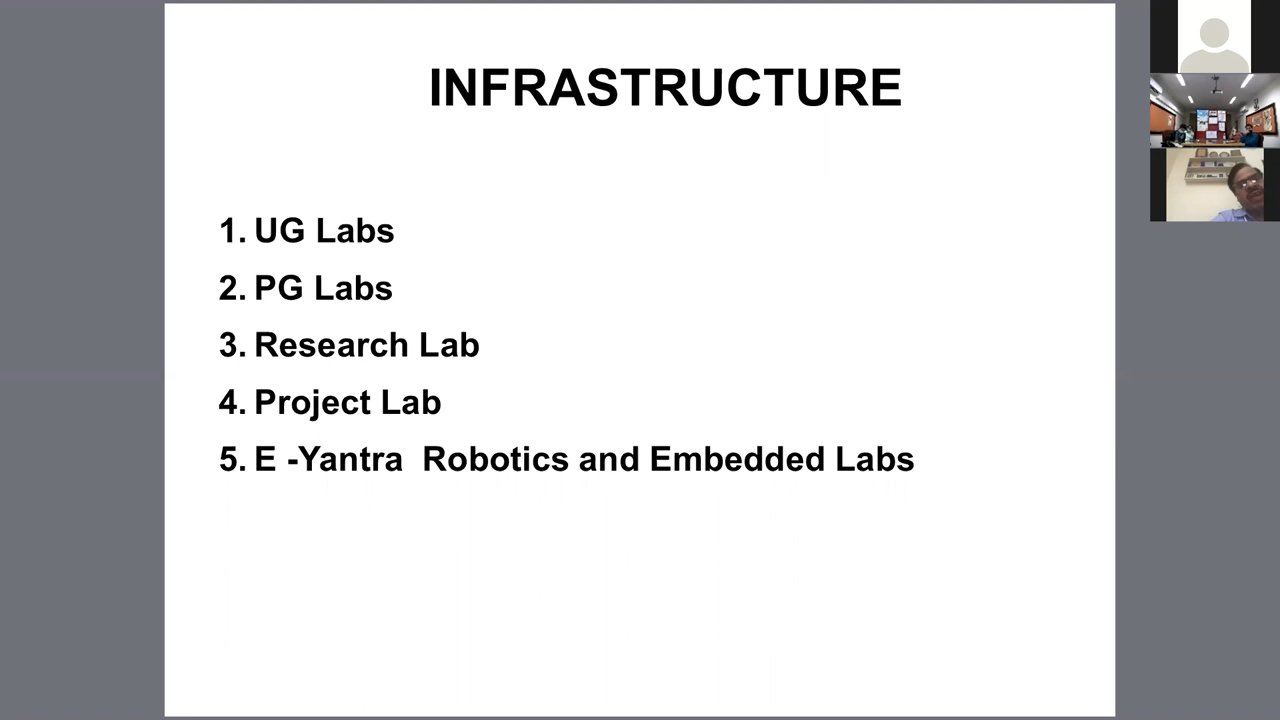 INFRASTRUCTURE
1. UG Labs
2. PG Labs
3. Research Lab
4. Project Lab
5. E -Yantra  Robotics and Embedded Labs